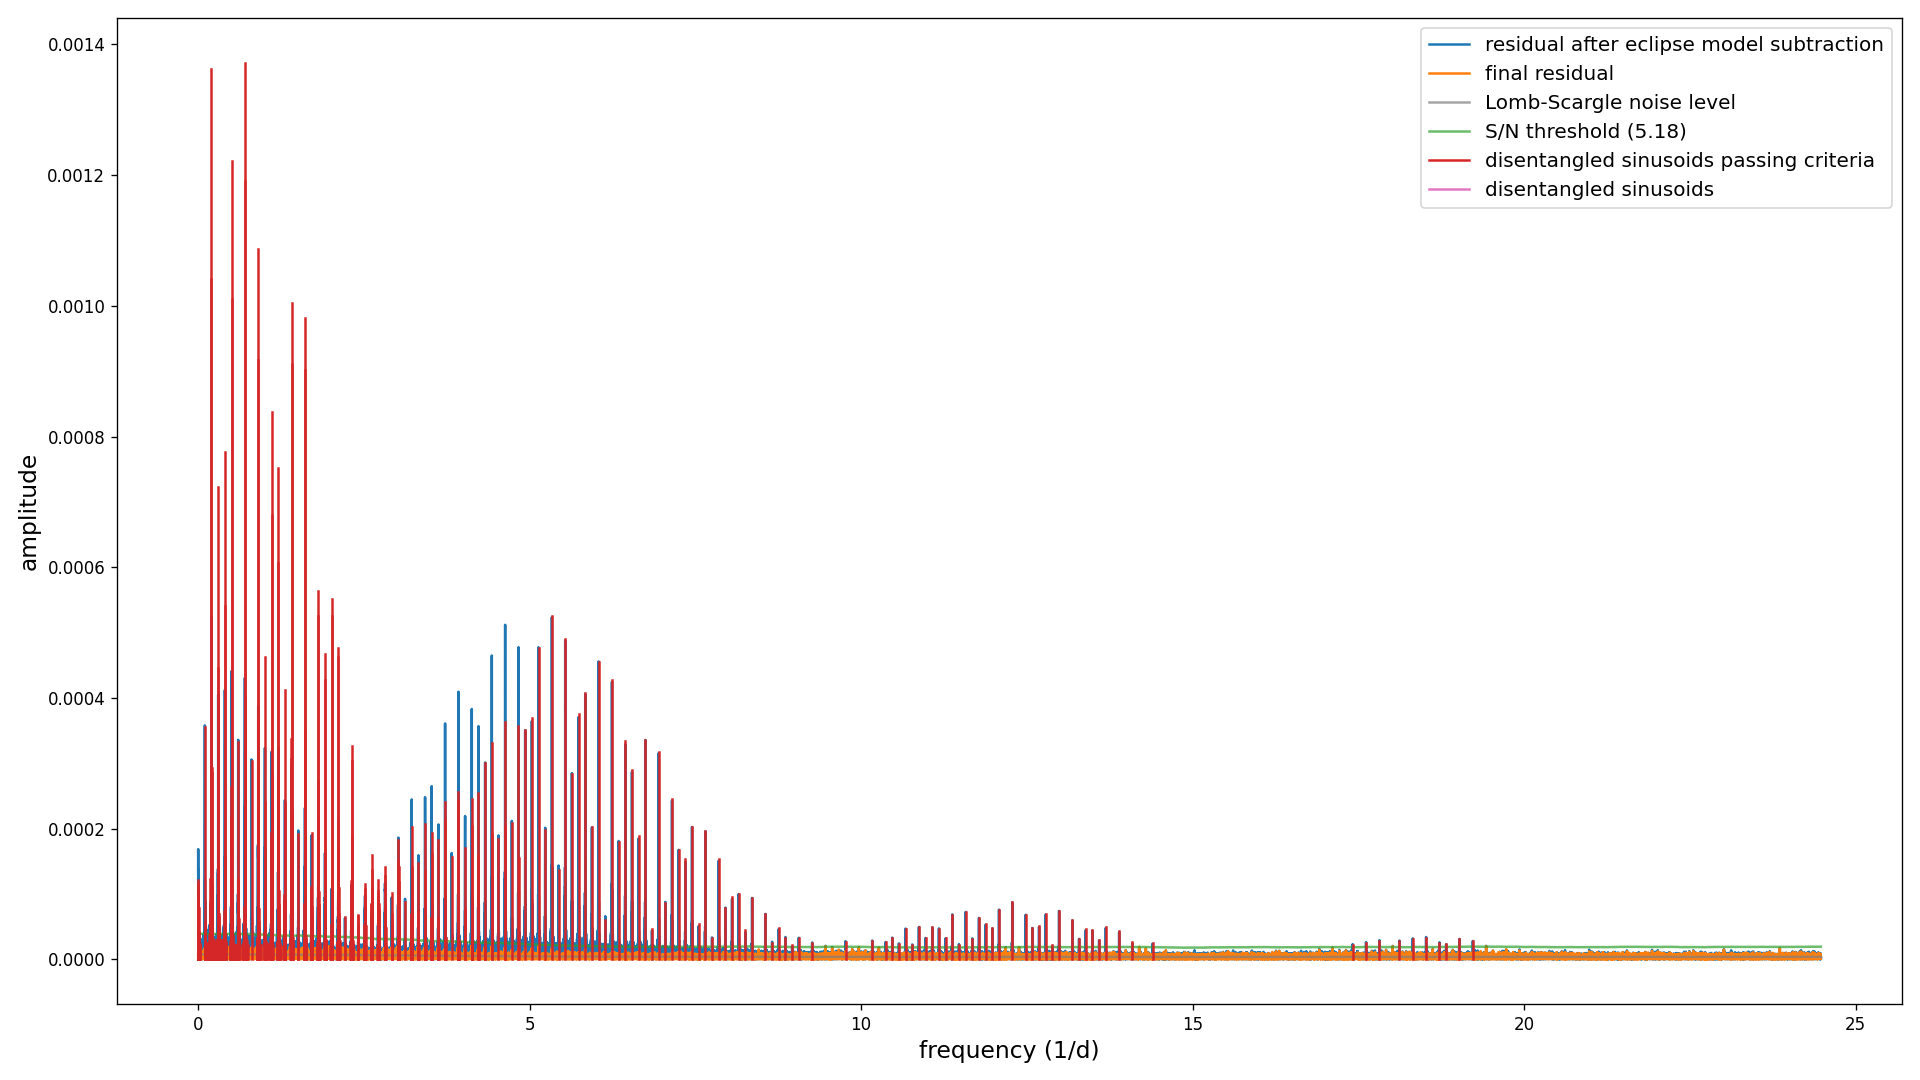 residual after eclipse model subtraction
final residual
Lomb-Scargle noise level
S/N threshold (5.18)
disentangled sinusoids passing criteria
disentangled sinusoids
amplitude
0.0014
0.0012
0.0010
0.0008
0.0006
0.0004
0.0002
0.0000
0 5 10 15 20 25
frequency (1/d)